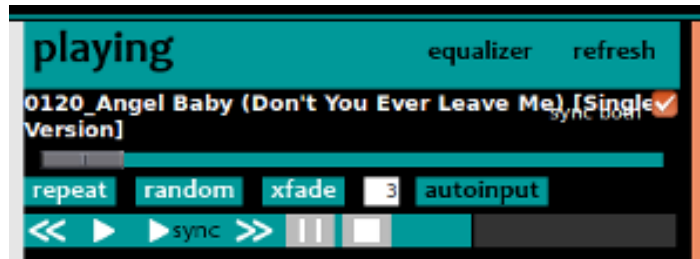 playing equalizer refresh
0120_Angel Baby (Don't You Ever Leave Me) [Single
sync both
Version]
repeat random xfade 3 autoinput
sync